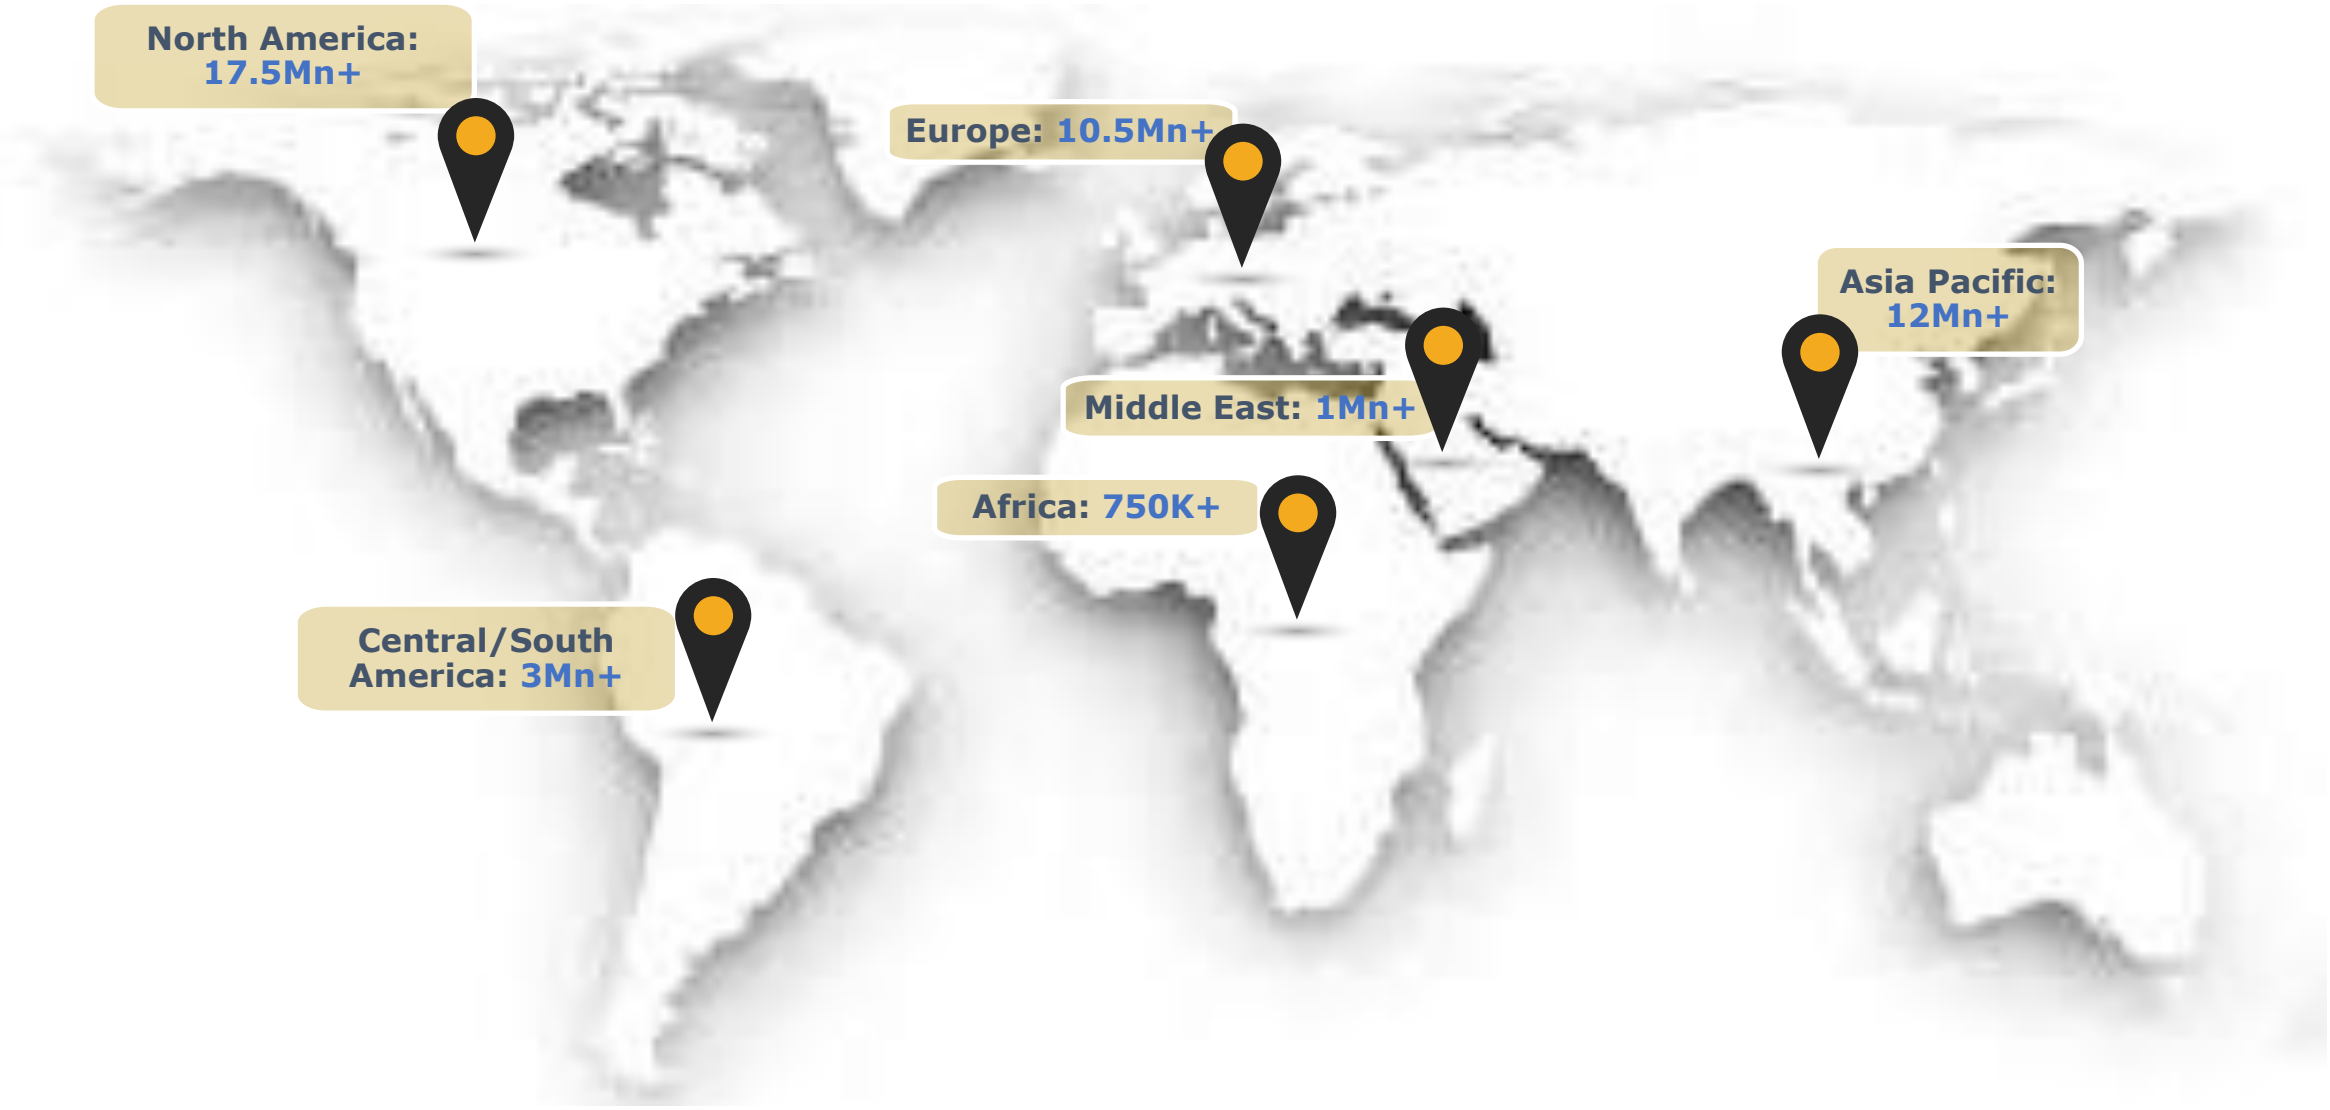 North America:
17.5Mn+
Europe: 10.5Mn+
Asia Pacific:
12Mn+
Middle East: 1Mn+
Africa: 750K+
Central/South
America: 3Mn+